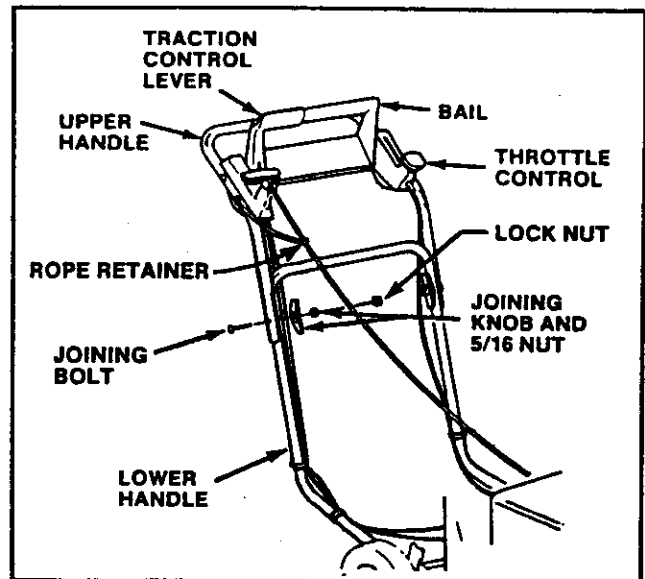 TRACTION
CONTROL
LEVER
BAIL
UPPER
HANDLE
THROTTLE
CONTROL
LOCK NUT
ROPE RETAINER
JOINING
KNOB AND
5/16 NUT
JOINING
BOLT
LOWER
HANDLE